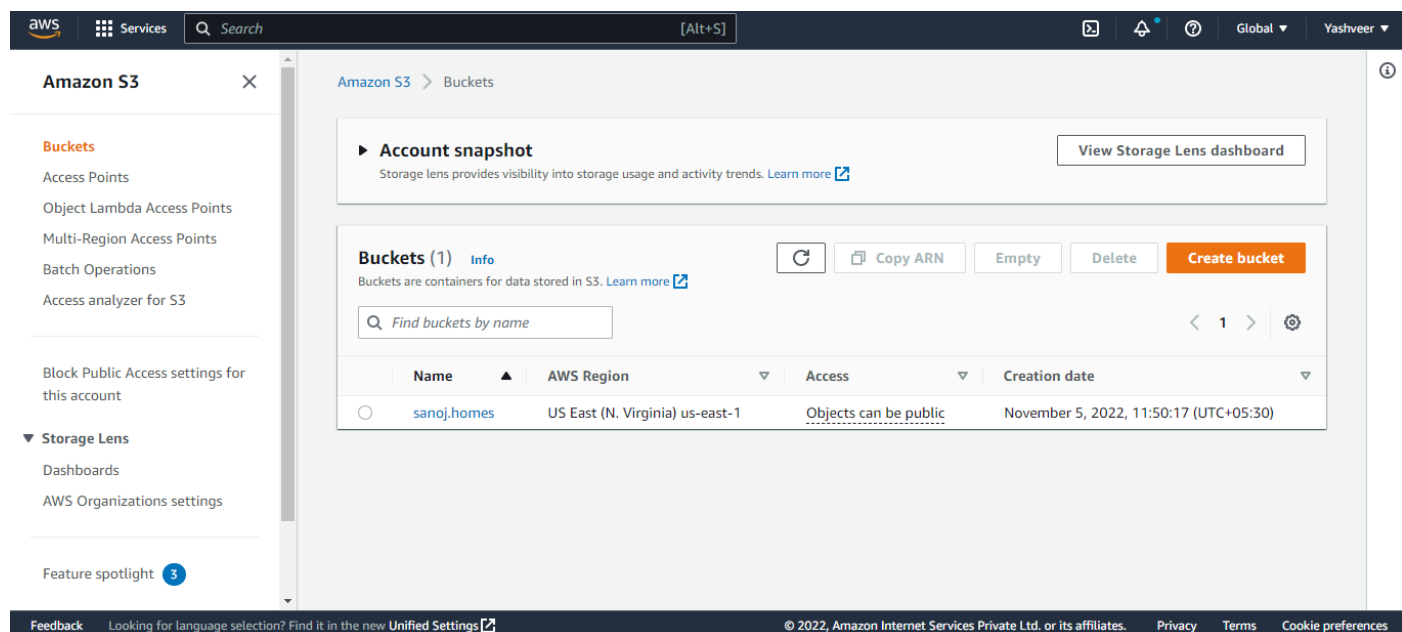 aws Services Search [Alt+S] Global ▼ Yashveer ▼
Amazon S3
Buckets
Access Points
Object Lambda Access Points
Multi-Region Access Points
Batch Operations
Access analyzer for S3
Block Public Access settings for
this account
▼ Storage Lens
Dashboards
AWS Organizations settings
Feature spotlight 3
Amazon S3 > Buckets
Account snapshot
Storage lens provides visibility into storage usage and activity trends. Learn more
View Storage Lens dashboard
Buckets (1) Info
Buckets are containers for data stored in S3. Learn more
Copy ARN Empty Delete Create bucket
Find buckets by name
< 1 >
Name AWS Region Access Creation date
sanoj.homes US East (N. Virginia) us-east-1 Objects can be public November 5, 2022, 11:50:17 (UTC+05:30)
Feedback Looking for language selection? Find it in the new Unified Settings © 2022, Amazon Internet Services Private Ltd. or its affiliates. Privacy Terms Cookie preferences